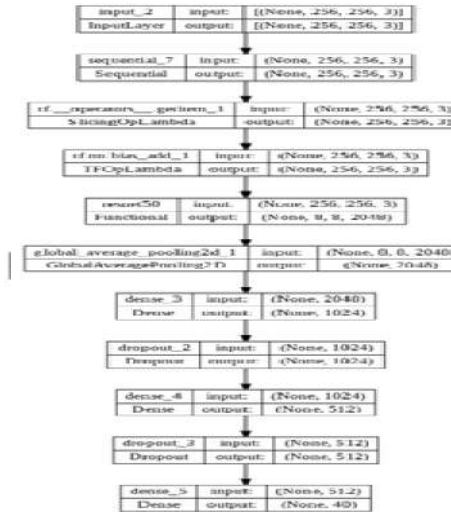 input_2 input: [(None, 256, 256, 3)]
InputLayer output: [(None, 256, 256, 3)]
sequential_7 input: (None, 256, 256, 3)
Sequential output: (None, 256, 256, 3)
tf.__operators__.getitem_1 input: (None, 256, 256, 3)
SlicingOpLambda output: (None, 256, 256, 3)
tf.nn.bias_add_1 input: (None, 256, 256, 3)
TFOpLambda output: (None, 256, 256, 3)
resnet50 input: (None, 256, 256, 3)
Functional output: (None, 8, 8, 2048)
global_average_pooling2d_1 input: (None, 8, 8, 2048)
GlobalAveragePooling2D output: (None, 2048)
dense_3 input: (None, 2048)
Dense output: (None, 1024)
dropout_2 input: (None, 1024)
Dropout output: (None, 1024)
dense_4 input: (None, 1024)
Dense output: (None, 512)
dropout_3 input: (None, 512)
Dropout output: (None, 512)
dense_5 input: (None, 512)
Dense output: (None, 40)